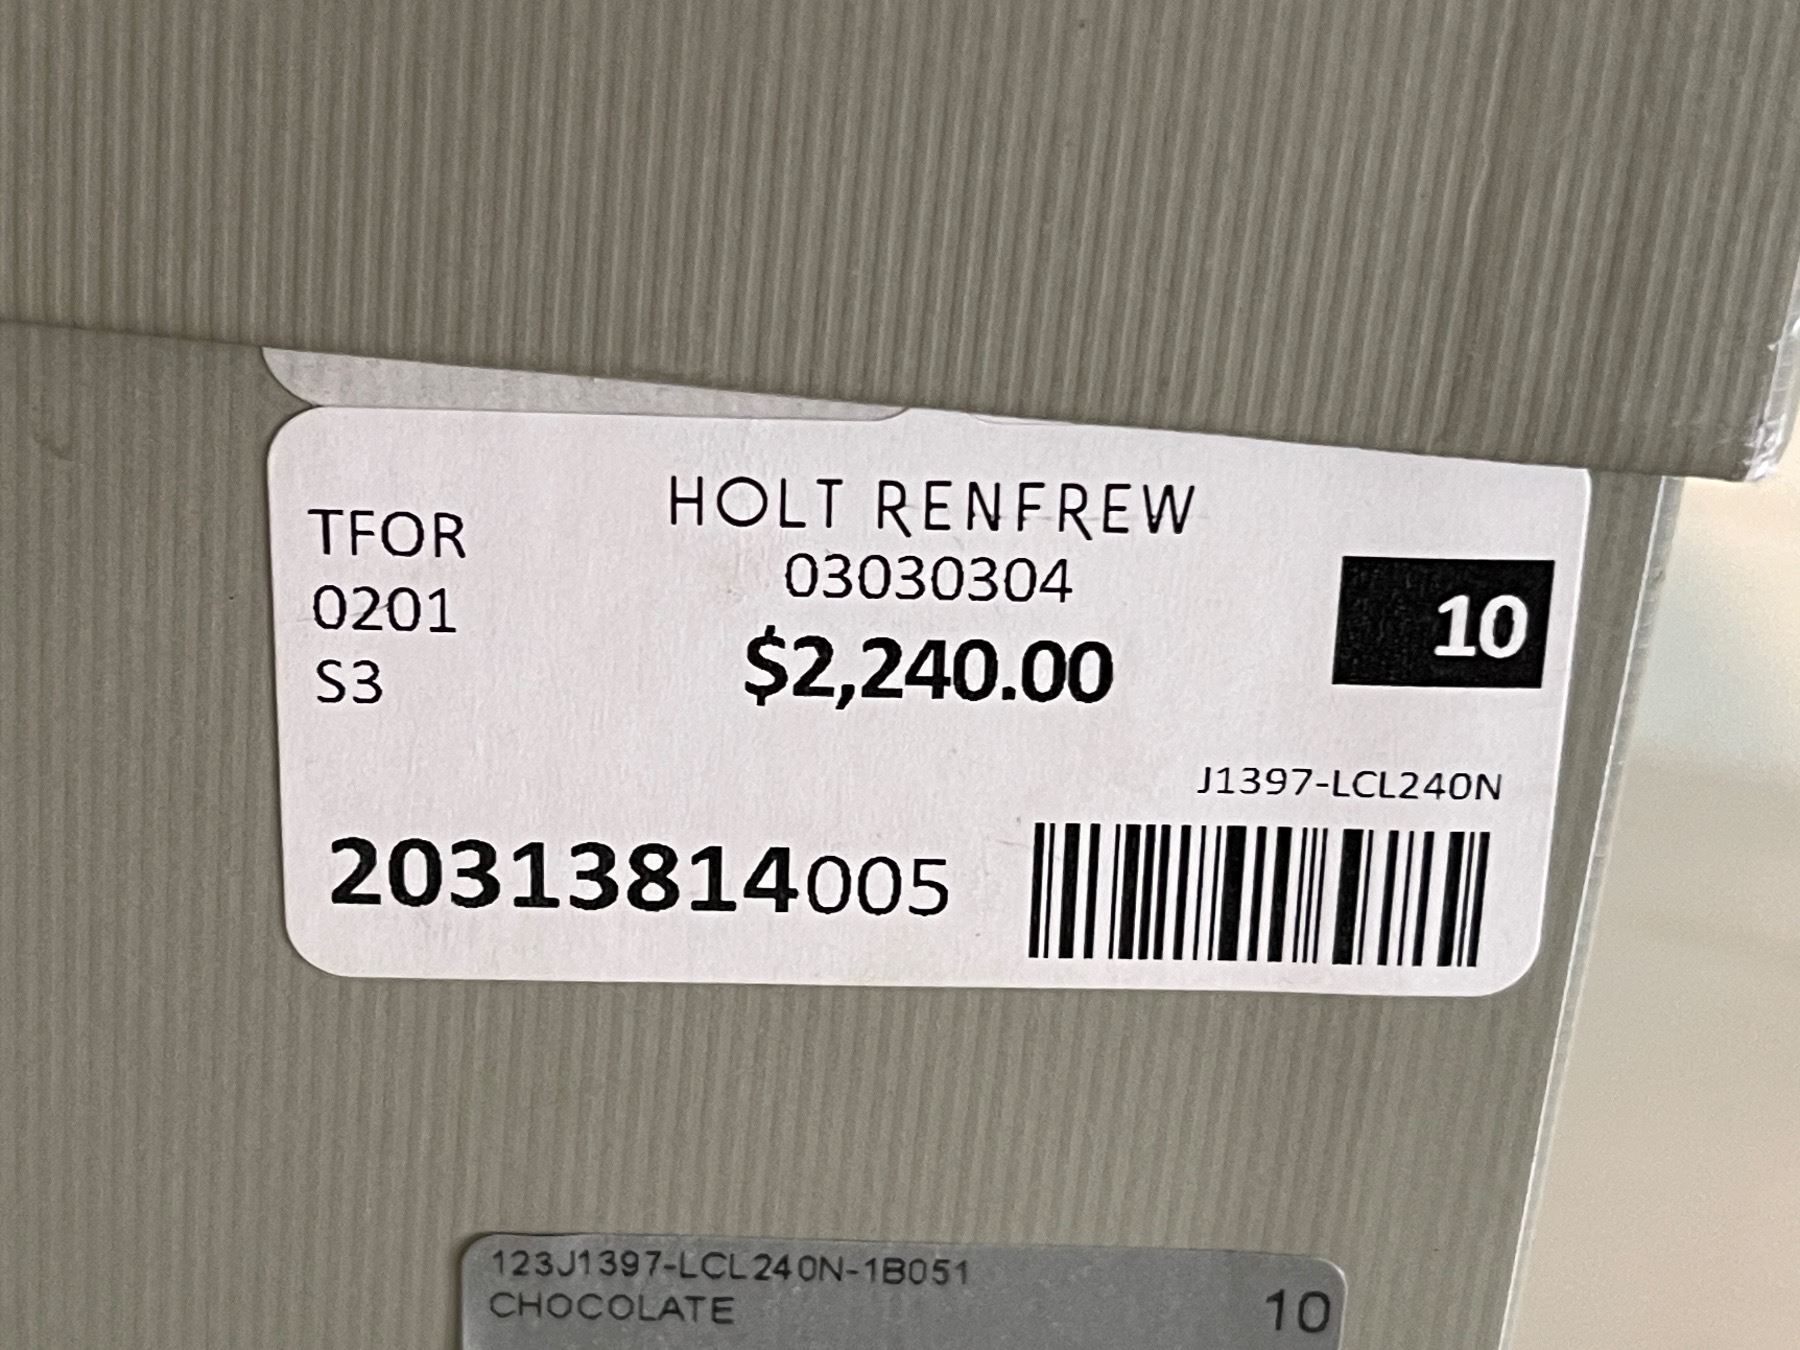 HOLT RENFREW
TFOR
03030304
0201
$2,240.00
10
S3
J1397-LCL240N
20313814005
123J1397-LCL240N-1B051
CHOCOLATE
10